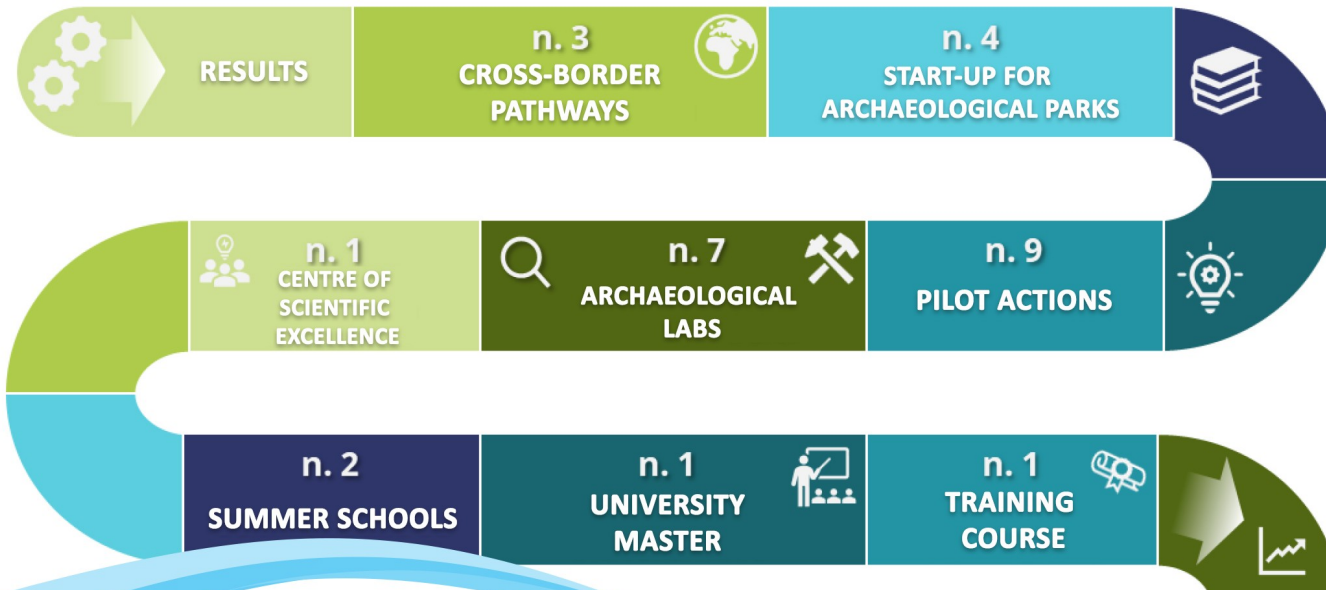 RESULTS
n. 3
CROSS-BORDER
PATHWAYS
n. 4
START-UP FOR
ARCHAEOLOGICAL PARKS
n. 1
CENTRE OF
SCIENTIFIC
EXCELLENCE
n. 7
ARCHAEOLOGICAL
LABS
n. 9
PILOT ACTIONS
n. 2
SUMMER SCHOOLS
n. 1
UNIVERSITY
MASTER
n. 1
TRAINING
COURSE